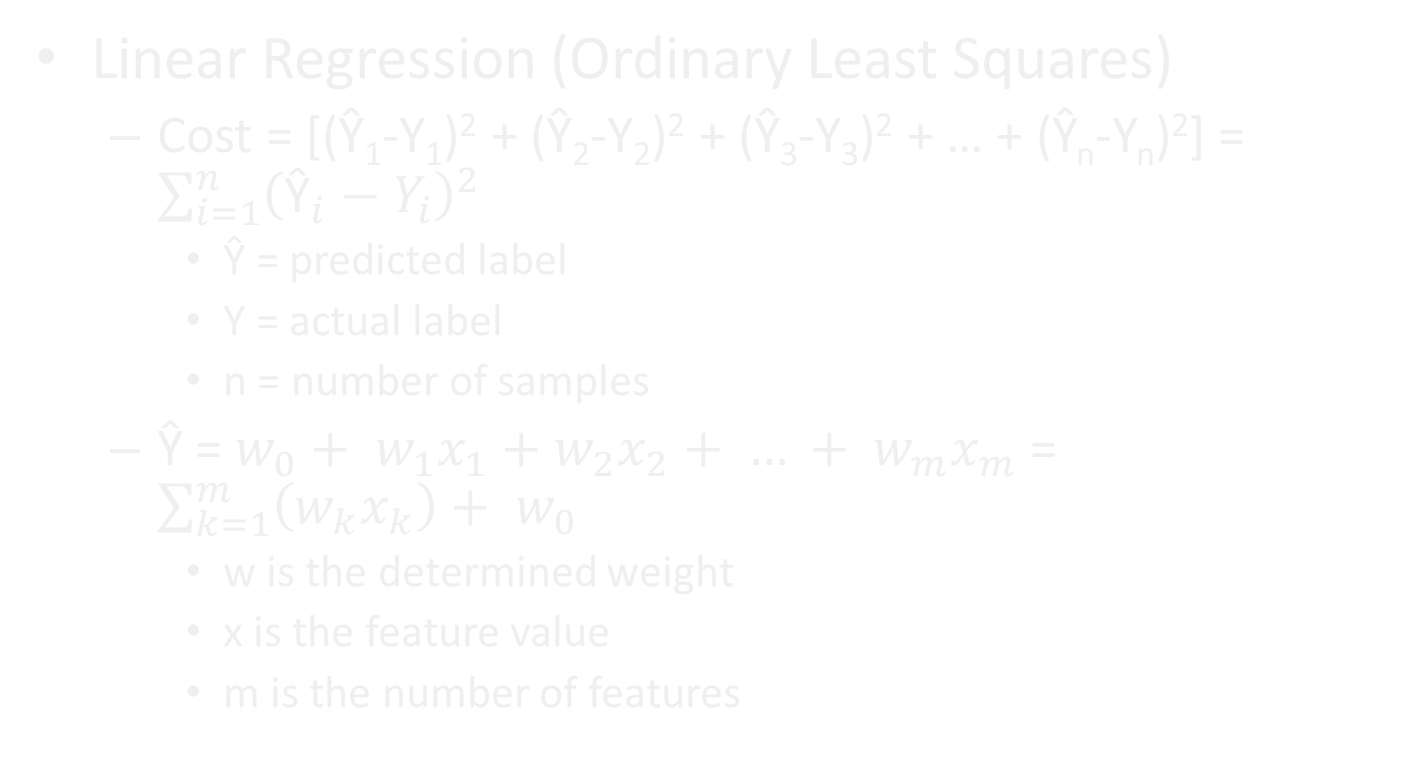 • Linear Regression (Ordinary Least Squares)
– Cost = [(Ŷ₁-Y₁)² + (Ŷ₂-Y₂)² + (Ŷ₃-Y₃)² + … + (Ŷₙ-Yₙ)²] =
∑ⁿᵢ₌₁(Ŷᵢ − Yᵢ)²
• Ŷ = predicted label
• Y = actual label
• n = number of samples
– Ŷ = w₀ + w₁x₁ + w₂x₂ + … + wₘxₘ =
∑ᵐₖ₌₁(wₖxₖ) + w₀
• w is the determined weight
• x is the feature value
• m is the number of features